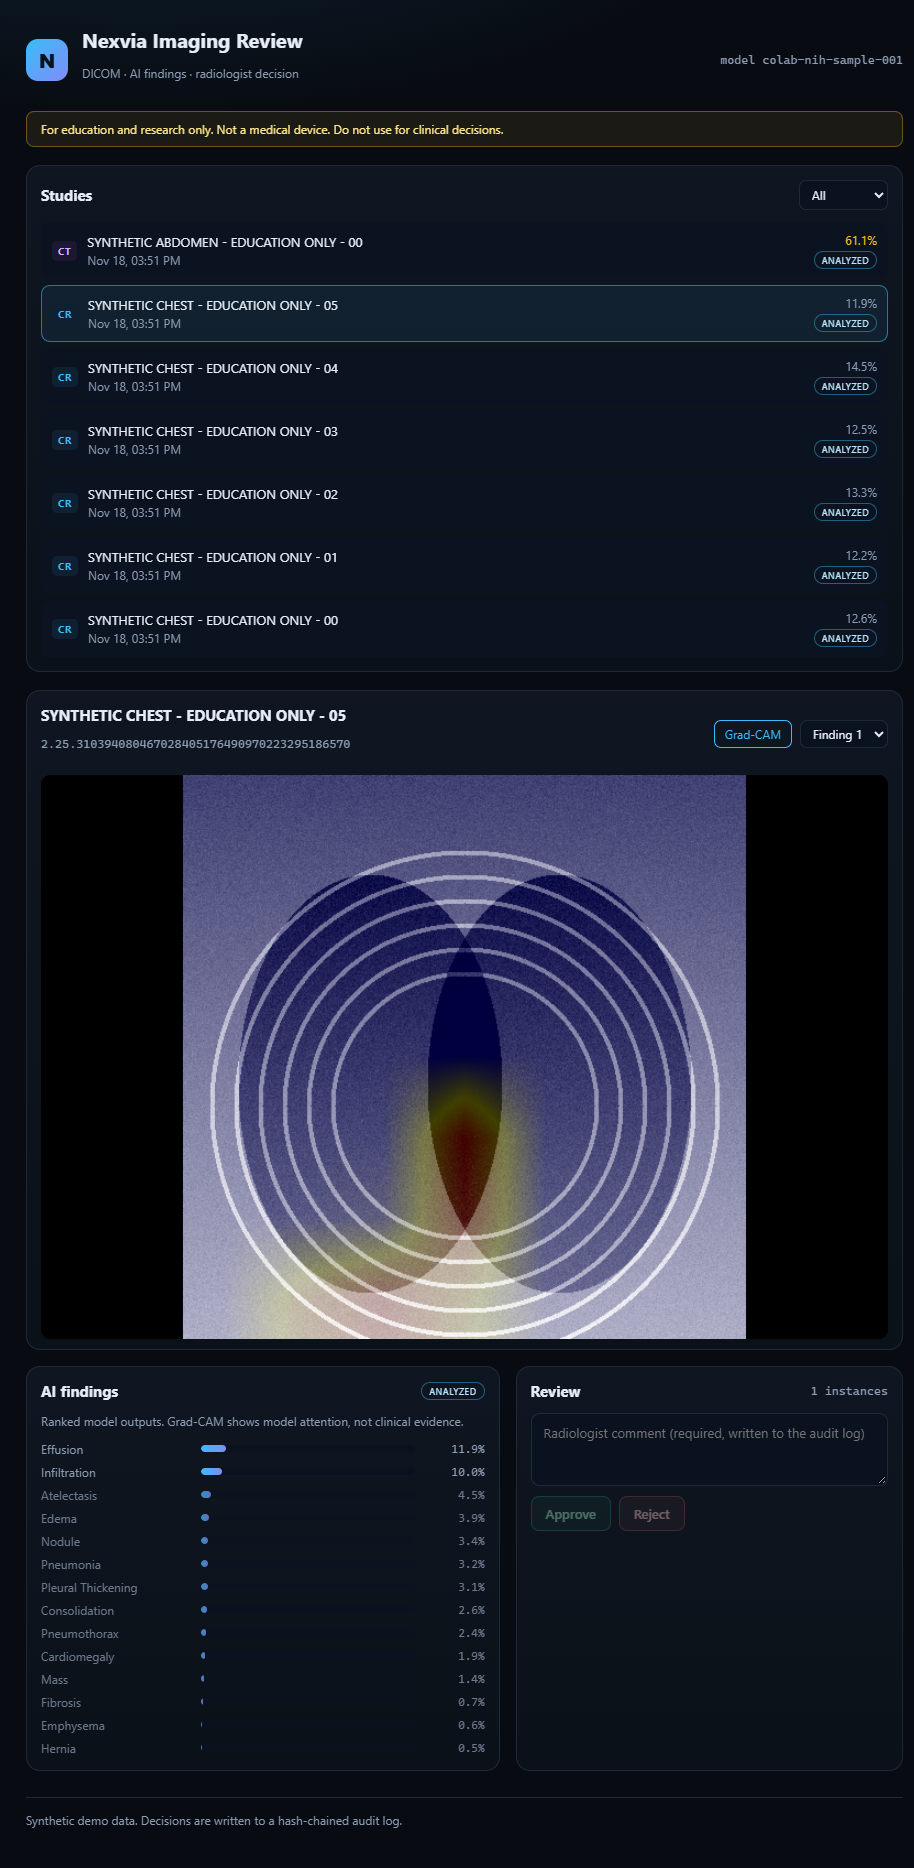 N
Nexvia Imaging Review
DICOM · AI findings · radiologist decision
model colab-nih-sample-001
For education and research only. Not a medical device. Do not use for clinical decisions.
Studies
All
CT
SYNTHETIC ABDOMEN - EDUCATION ONLY - 00
Nov 18, 03:51 PM
61.1%
ANALYZED
CR
SYNTHETIC CHEST - EDUCATION ONLY - 05
Nov 18, 03:51 PM
11.9%
ANALYZED
CR
SYNTHETIC CHEST - EDUCATION ONLY - 04
Nov 18, 03:51 PM
14.5%
ANALYZED
CR
SYNTHETIC CHEST - EDUCATION ONLY - 03
Nov 18, 03:51 PM
12.5%
ANALYZED
CR
SYNTHETIC CHEST - EDUCATION ONLY - 02
Nov 18, 03:51 PM
13.3%
ANALYZED
CR
SYNTHETIC CHEST - EDUCATION ONLY - 01
Nov 18, 03:51 PM
12.2%
ANALYZED
CR
SYNTHETIC CHEST - EDUCATION ONLY - 00
Nov 18, 03:51 PM
12.6%
ANALYZED
SYNTHETIC CHEST - EDUCATION ONLY - 05
2.25.310394080467028405176490970223295186570
Grad-CAM
Finding 1
AI findings
ANALYZED
Ranked model outputs. Grad-CAM shows model attention, not clinical evidence.
Effusion 11.9%
Infiltration 10.0%
Atelectasis 4.5%
Edema 3.9%
Nodule 3.4%
Pneumonia 3.2%
Pleural Thickening 3.1%
Consolidation 2.6%
Pneumothorax 2.4%
Cardiomegaly 1.9%
Mass 1.4%
Fibrosis 0.7%
Emphysema 0.6%
Hernia 0.5%
Review
1 instances
Radiologist comment (required, written to the audit log)
Approve
Reject
Synthetic demo data. Decisions are written to a hash-chained audit log.